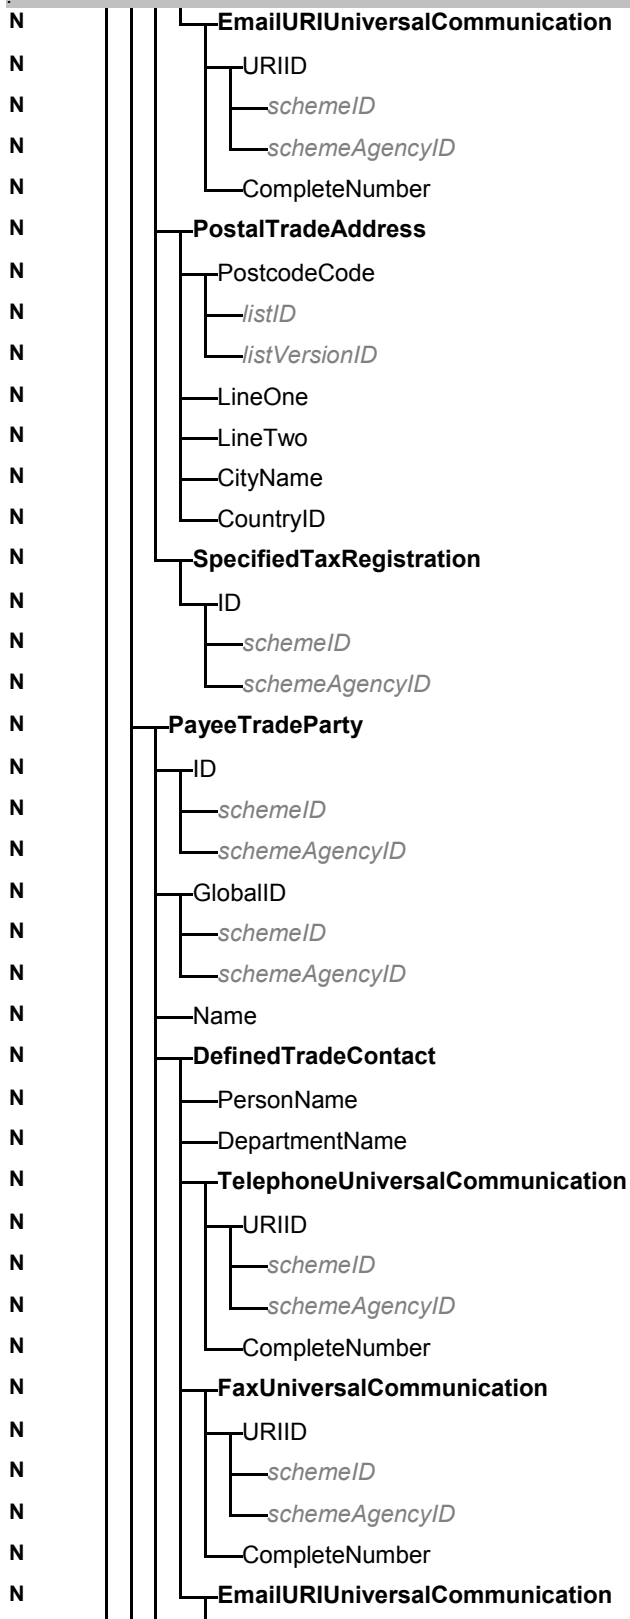 N EmailURIUniversalCommunication
N URIID
N schemeID
N schemeAgencyID
N CompleteNumber
N PostalTradeAddress
N PostcodeCode
N listID
N listVersionID
N LineOne
N LineTwo
N CityName
N CountryID
N SpecifiedTaxRegistration
N ID
N schemeID
N schemeAgencyID
N PayeeTradeParty
N ID
N schemeID
N schemeAgencyID
N GlobalID
N schemeID
N schemeAgencyID
N Name
N DefinedTradeContact
N PersonName
N DepartmentName
N TelephoneUniversalCommunication
N URIID
N schemeID
N schemeAgencyID
N CompleteNumber
N FaxUniversalCommunication
N URIID
N schemeID
N schemeAgencyID
N CompleteNumber
N EmailURIUniversalCommunication